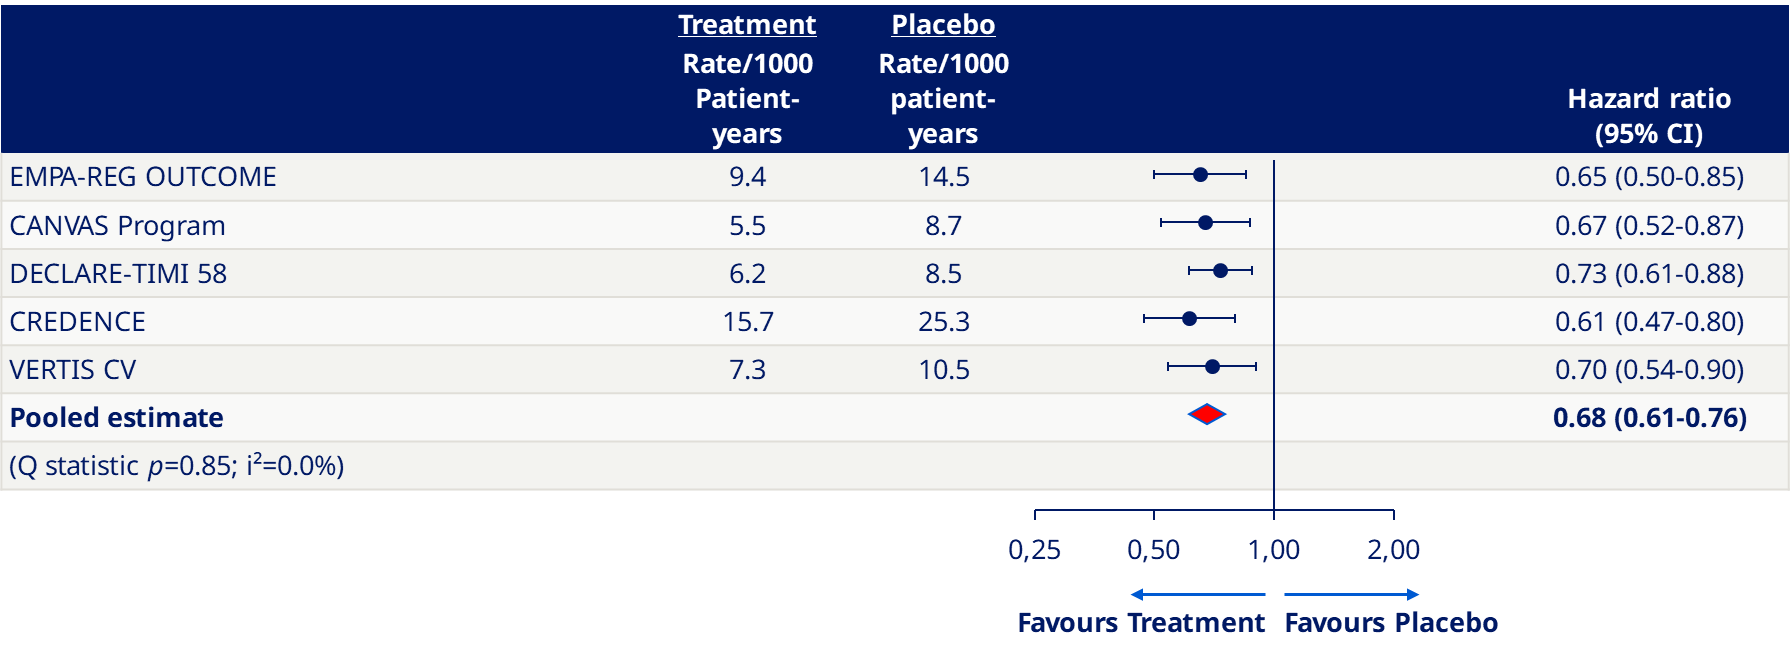 Treatment Placebo
Rate/1000 Rate/1000
Patient- patient- Hazard ratio
years years (95% CI)
EMPA-REG OUTCOME 9.4 14.5 0.65 (0.50-0.85)
CANVAS Program 5.5 8.7 0.67 (0.52-0.87)
DECLARE-TIMI 58 6.2 8.5 0.73 (0.61-0.88)
CREDENCE 15.7 25.3 0.61 (0.47-0.80)
VERTIS CV 7.3 10.5 0.70 (0.54-0.90)
Pooled estimate 0.68 (0.61-0.76)
(Q statistic p=0.85; i²=0.0%)
0,25 0,50 1,00 2,00
Favours Treatment Favours Placebo